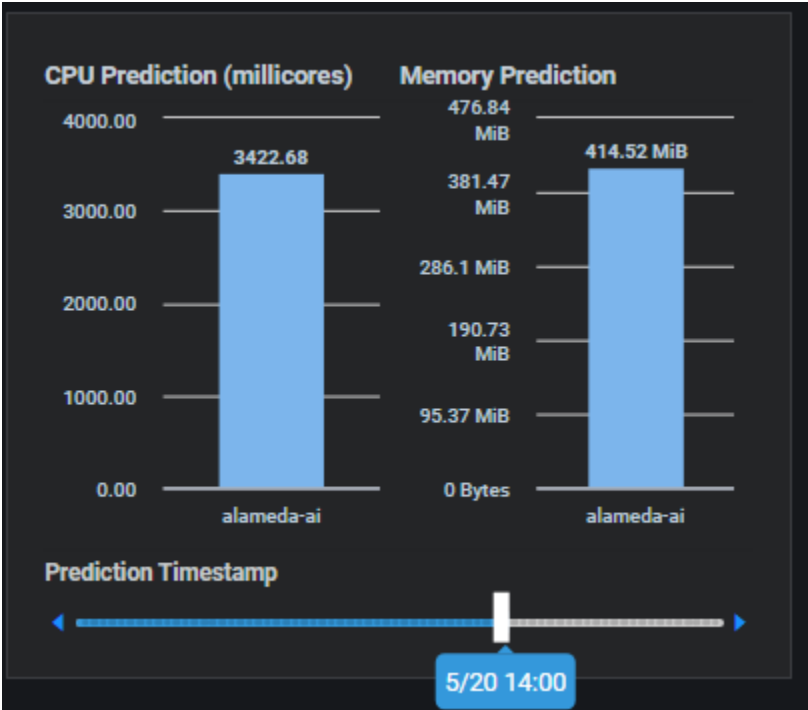 CPU Prediction (millicores)
4000.00
3422.68
3000.00
2000.00
1000.00
0.00
alameda-ai
Memory Prediction
476.84
MiB
414.52 MiB
381.47
MiB
286.1 MiB
190.73
MiB
95.37 MiB
0 Bytes
alameda-ai
Prediction Timestamp
5/20 14:00